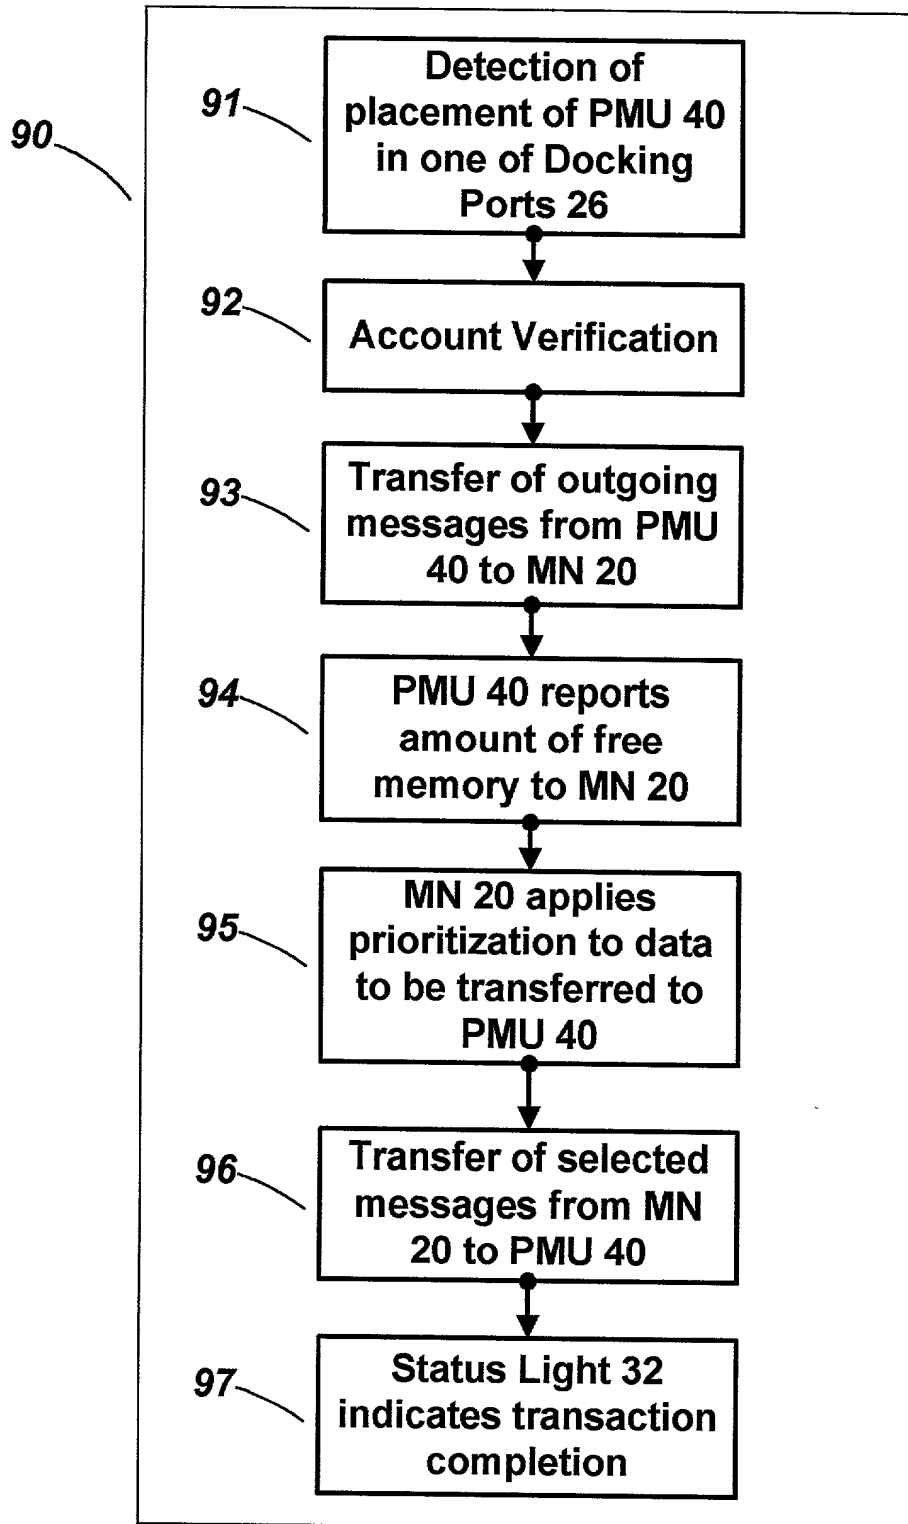 90
91
Detection of
placement of PMU 40
in one of Docking
Ports 26
92
Account Verification
93
Transfer of outgoing
messages from PMU
40 to MN 20
94
PMU 40 reports
amount of free
memory to MN 20
95
MN 20 applies
prioritization to data
to be transferred to
PMU 40
96
Transfer of selected
messages from MN
20 to PMU 40
97
Status Light 32
indicates transaction
completion